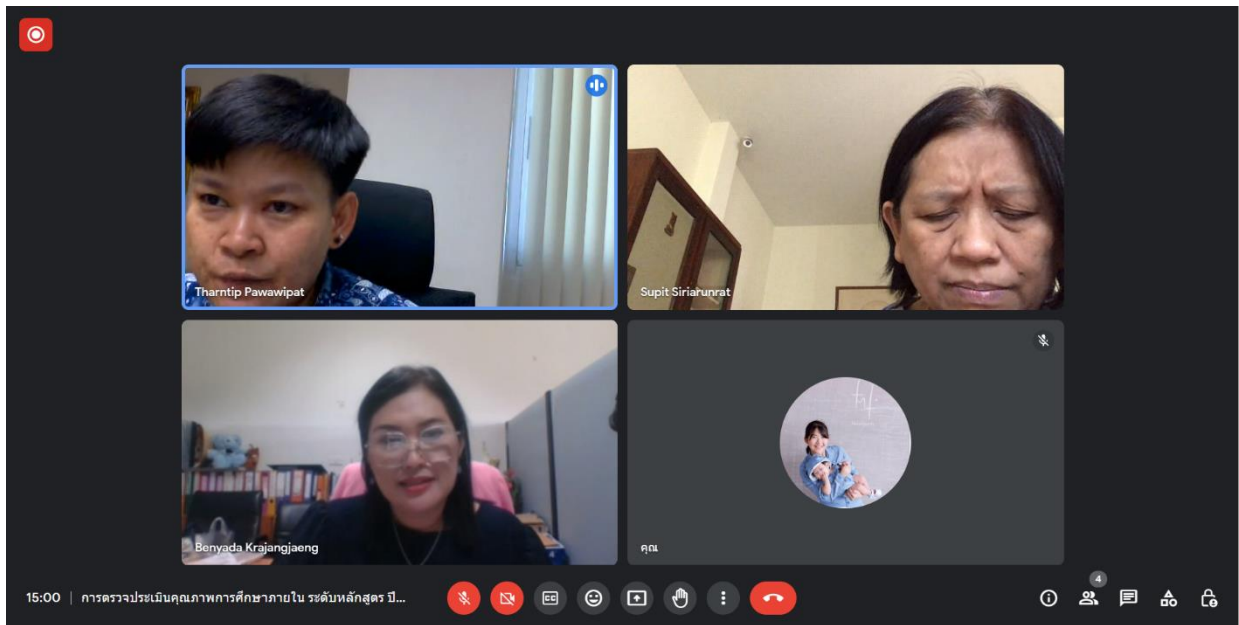 Tharntip Pawawipat
Supit Siriarunrat
Benyada Krajangjaeng
คุณ
4
15:00 | การตรวจประเมินคุณภาพการศึกษาภายใน ระดับหลักสูตร ปี...
CC